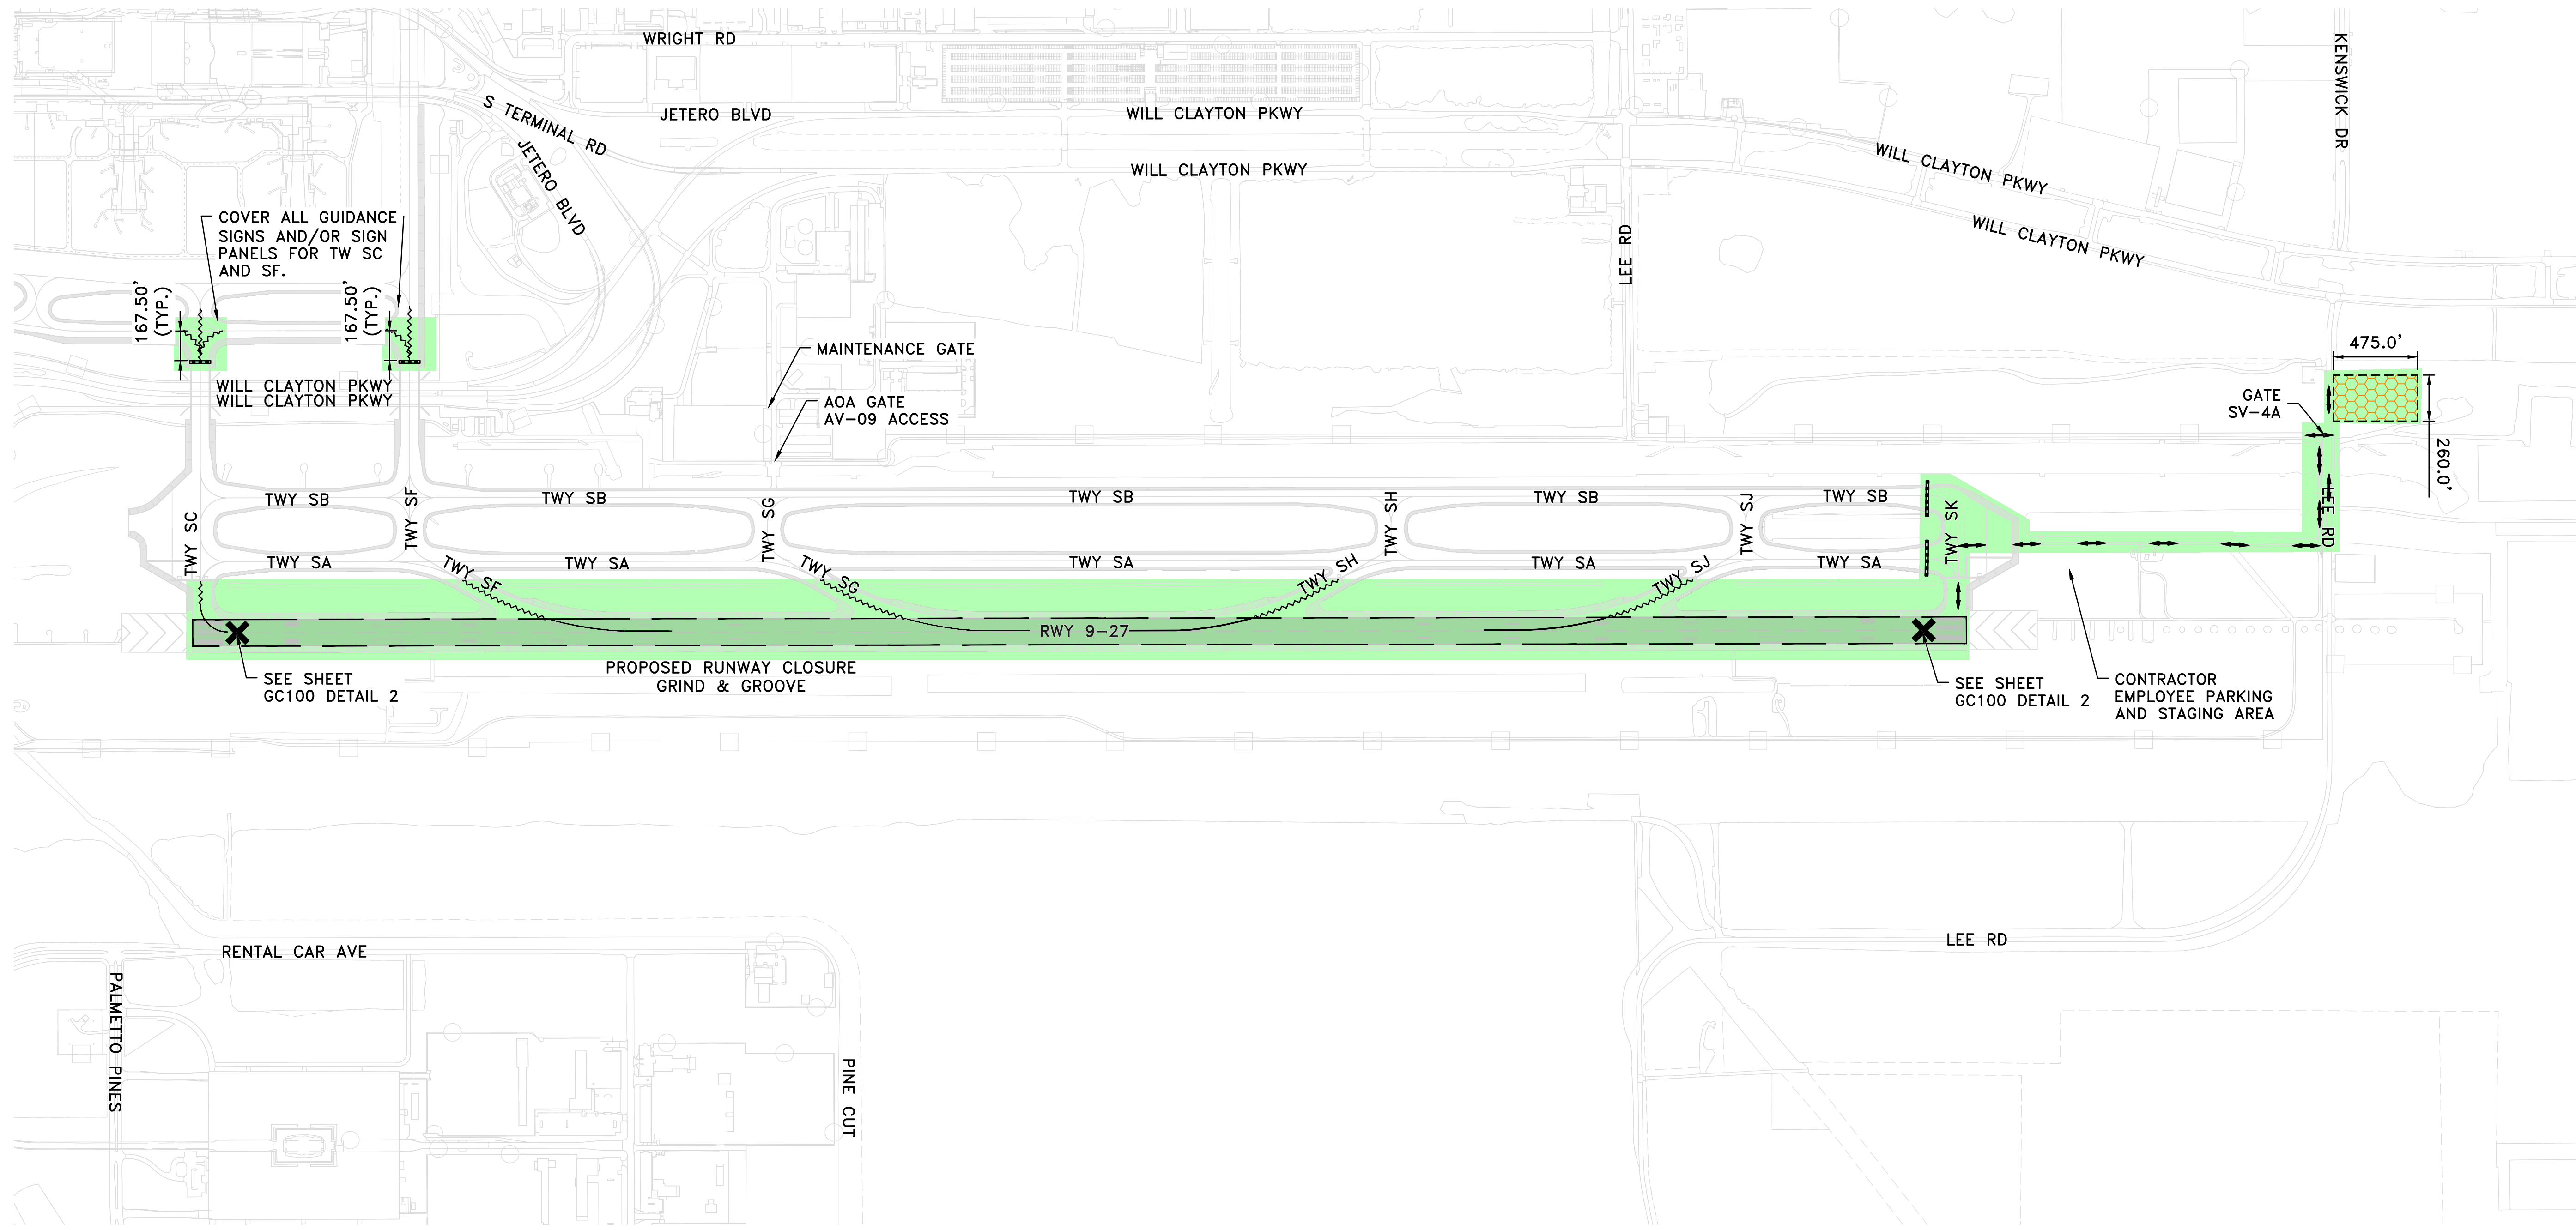 WRIGHT RD
KENSWICK DR
S TERMINAL RD
JETERO BLVD
WILL CLAYTON PKWY
JETERO BLVD
WILL CLAYTON PKWY
WILL CLAYTON PKWY
WILL CLAYTON PKWY
LEE RD
COVER ALL GUIDANCE
SIGNS AND/OR SIGN
PANELS FOR TW SC
AND SF.
167.50'
(TYP.)
167.50'
(TYP.)
MAINTENANCE GATE
WILL CLAYTON PKWY
WILL CLAYTON PKWY
AOA GATE
AV-09 ACCESS
475.0'
260.0'
GATE
SV-4A
LEE RD
TWY SC
TWY SB
TWY SF
TWY SB
TWY SG
TWY SB
TWY SH
TWY SB
TWY SJ
TWY SB
TWY SK
TWY SA
TWY SF
TWY SA
TWY SG
TWY SA
TWY SH
TWY SA
TWY SJ
TWY SA
RWY 9-27
PROPOSED RUNWAY CLOSURE
GRIND & GROOVE
SEE SHEET
GC100 DETAIL 2
SEE SHEET
GC100 DETAIL 2
CONTRACTOR
EMPLOYEE PARKING
AND STAGING AREA
RENTAL CAR AVE
LEE RD
PALMETTO PINES
PINE CUT